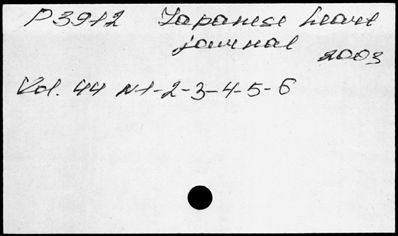 P3912 Japanese heart
journal
2003
Vol. 44 N1-2-3-4-5-6